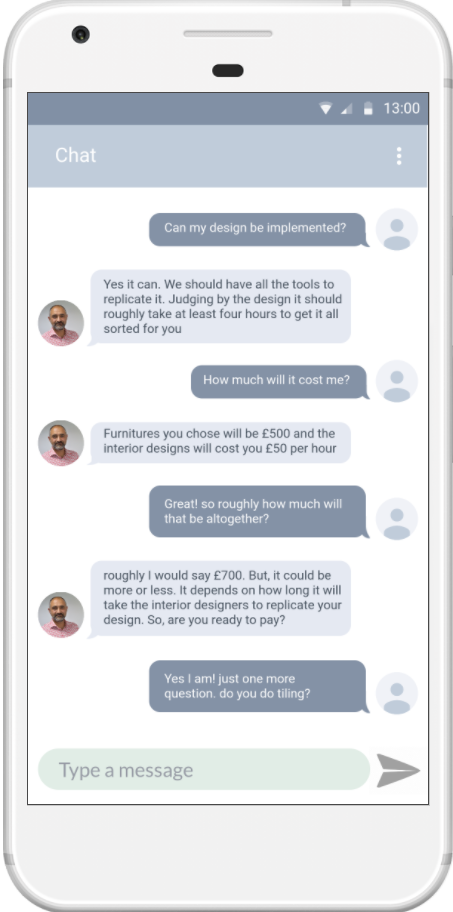 13:00
Chat
Can my design be implemented?
Yes it can. We should have all the tools to
replicate it. Judging by the design it should
roughly take at least four hours to get it all
sorted for you
How much will it cost me?
Furnitures you chose will be £500 and the
interior designs will cost you £50 per hour
Great! so roughly how much will
that be altogether?
roughly I would say £700. But, it could be
more or less. It depends on how long it will
take the interior designers to replicate your
design. So, are you ready to pay?
Yes I am! just one more
question. do you do tiling?
Type a message